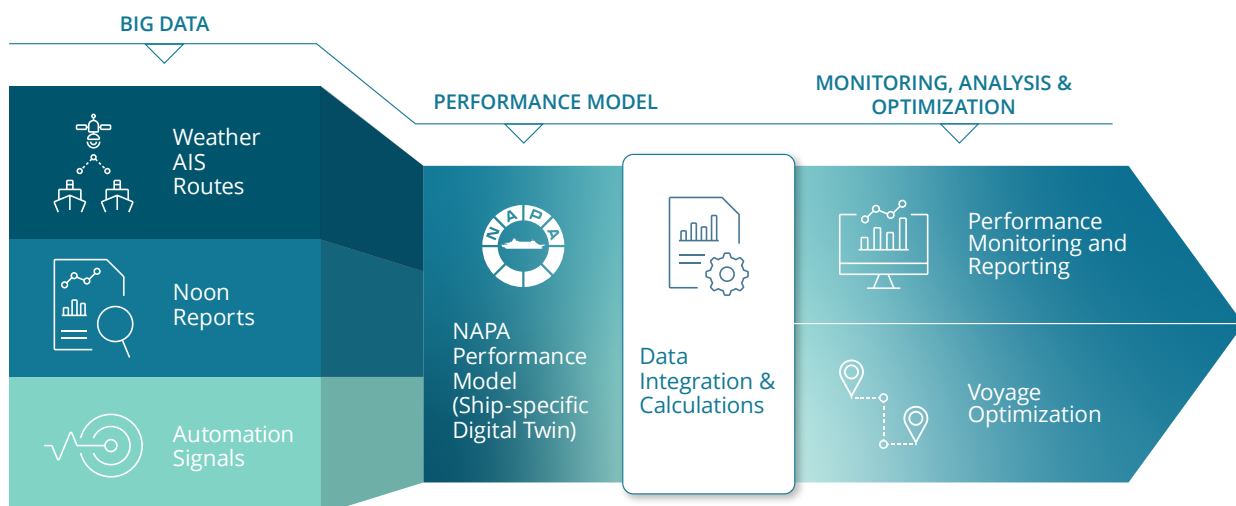 BIG DATA
PERFORMANCE MODEL
MONITORING, ANALYSIS &
OPTIMIZATION
Weather
AIS
Routes
Noon
Reports
Automation
Signals
NAPA
NAPA
Performance
Model
(Ship-specific
Digital Twin)
Data
Integration &
Calculations
Performance
Monitoring and
Reporting
Voyage
Optimization